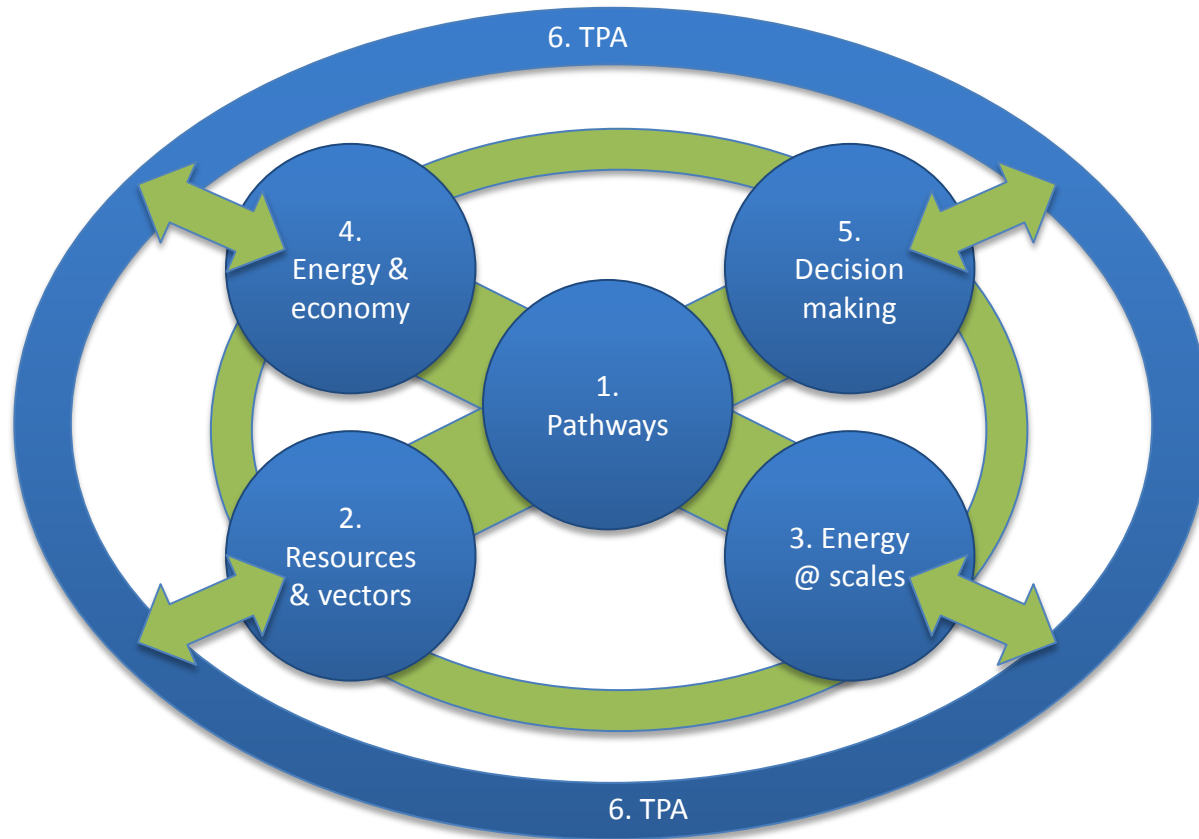 6. TPA
4.
Energy &
economy
5.
Decision
making
1.
Pathways
2.
Resources
& vectors
3. Energy
@ scales
6. TPA